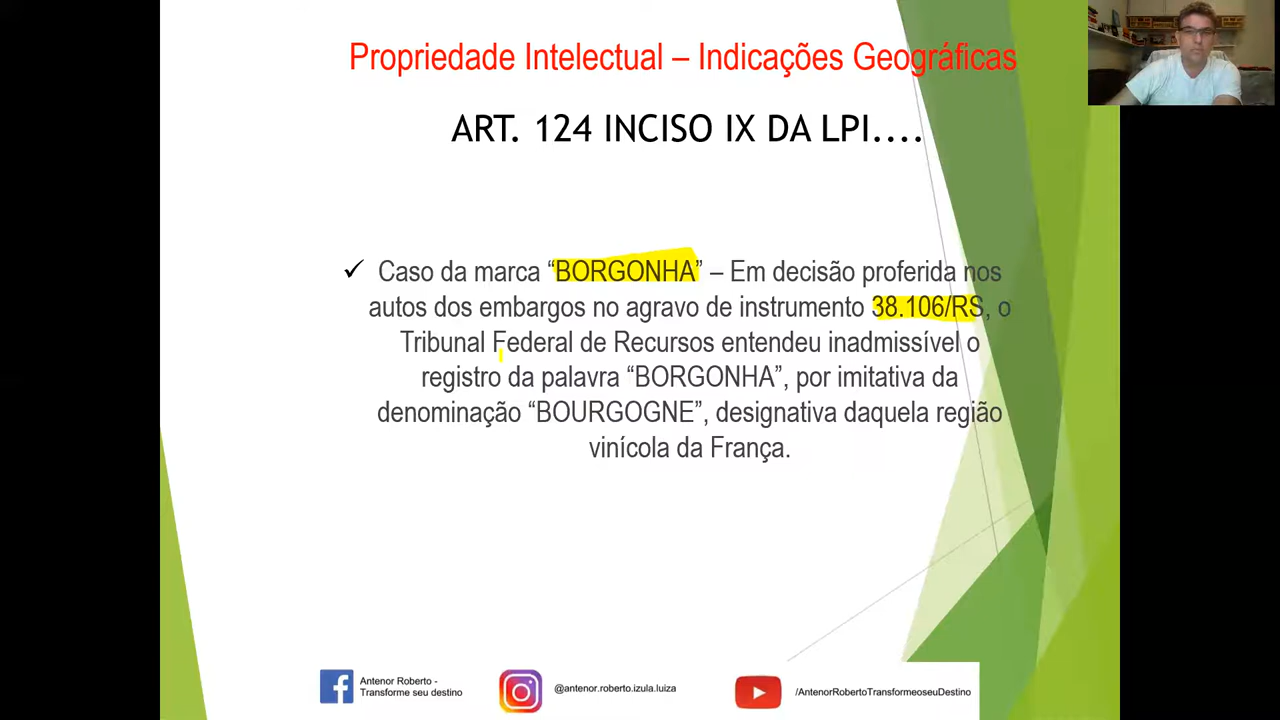 Propriedade Intelectual – Indicações Geográficas
ART. 124 INCISO IX DA LPI....
✓ Caso da marca “BORGONHA” – Em decisão proferida nos
autos dos embargos no agravo de instrumento 38.106/RS, o
Tribunal Federal de Recursos entendeu inadmissível o
registro da palavra “BORGONHA”, por imitativa da
denominação “BOURGOGNE”, designativa daquela região
vinícola da França.
Antenor Roberto -
Transforme seu destino
@antenor.roberto.izula.luiza
/AntenorRobertoTransformeoseuDestino